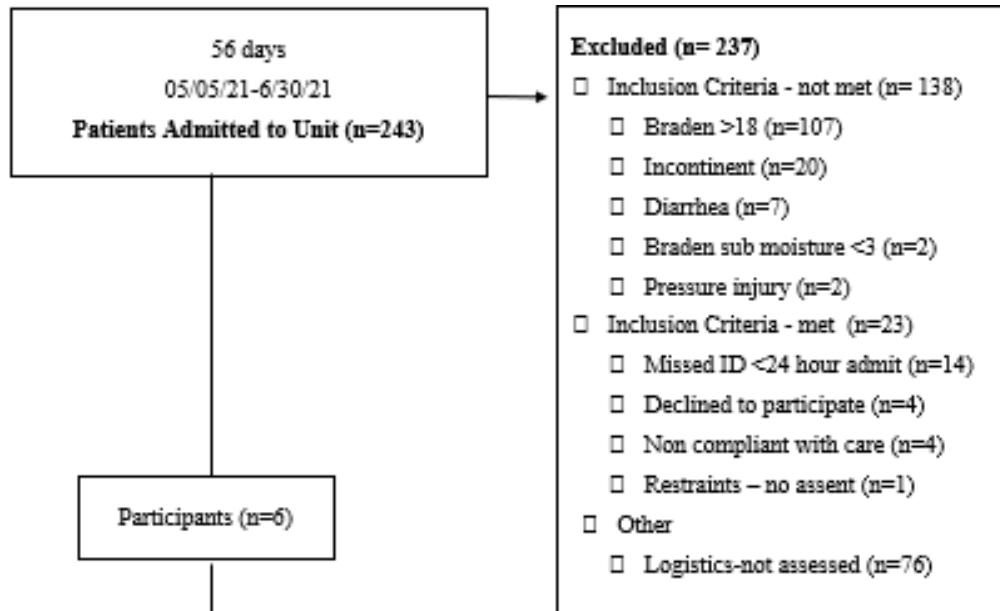 56 days
05/05/21-6/30/21
Patients Admitted to Unit (n=243)
Excluded (n= 237)
☐ Inclusion Criteria - not met (n= 138)
☐ Braden >18 (n=107)
☐ Incontinent (n=20)
☐ Diarrhea (n=7)
☐ Braden sub moisture <3 (n=2)
☐ Pressure injury (n=2)
☐ Inclusion Criteria - met (n=23)
☐ Missed ID <24 hour admit (n=14)
☐ Declined to participate (n=4)
☐ Non compliant with care (n=4)
☐ Restraints – no assent (n=1)
☐ Other
☐ Logistics-not assessed (n=76)
Participants (n=6)